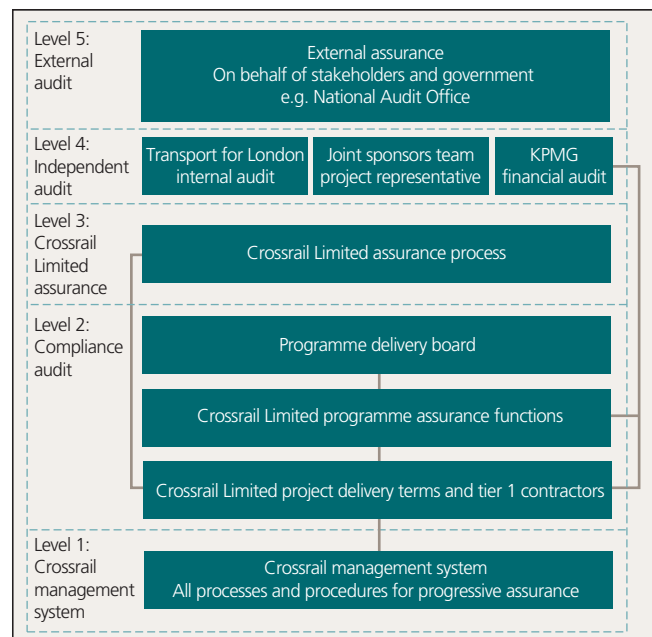 Level 5:
External
audit
External assurance
On behalf of stakeholders and government
e.g. National Audit Office
Level 4:
Independent
audit
Transport for London
internal audit
Joint sponsors team
project representative
KPMG
financial audit
Level 3:
Crossrail
Limited
assurance
Crossrail Limited assurance process
Level 2:
Compliance
audit
Programme delivery board
Crossrail Limited programme assurance functions
Crossrail Limited project delivery terms and tier 1 contractors
Level 1:
Crossrail
management
system
Crossrail management system
All processes and procedures for progressive assurance